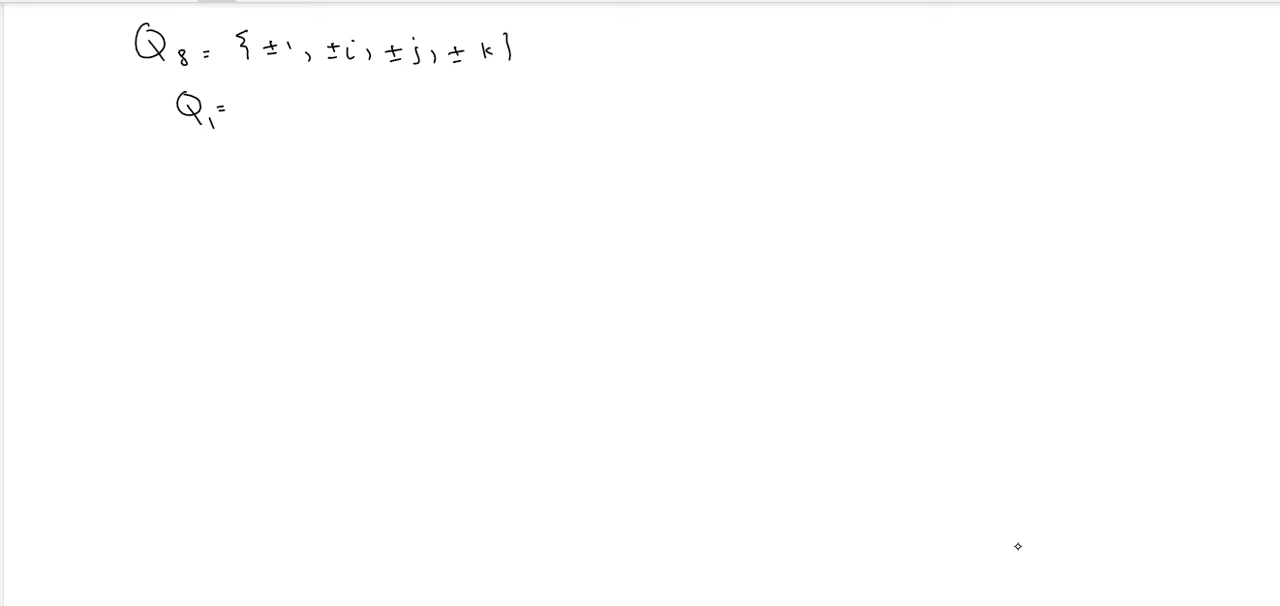 Q₈ = {±1, ±i, ±j, ±k}
Q₁ =